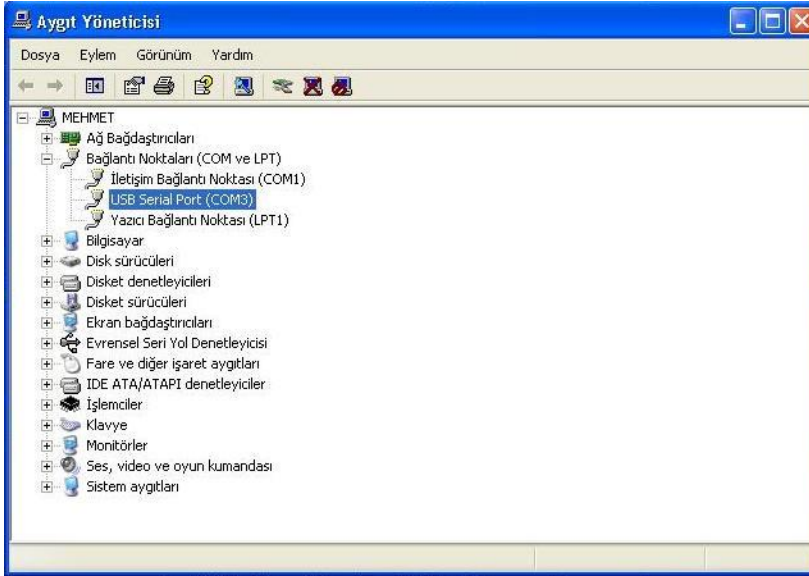 Aygıt Yöneticisi
Dosya Eylem Görünüm Yardım
MEHMET
Ağ Bağdaştırıcıları
Bağlantı Noktaları (COM ve LPT)
İletişim Bağlantı Noktası (COM1)
USB Serial Port (COM3)
Yazıcı Bağlantı Noktası (LPT1)
Bilgisayar
Disk sürücüleri
Disket denetleyicileri
Disket sürücüleri
Ekran bağdaştırıcıları
Evrensel Seri Yol Denetleyicisi
Fare ve diğer işaret aygıtları
IDE ATA/ATAPI denetleyiciler
İşlemciler
Klavye
Monitörler
Ses, video ve oyun kumandası
Sistem aygıtları